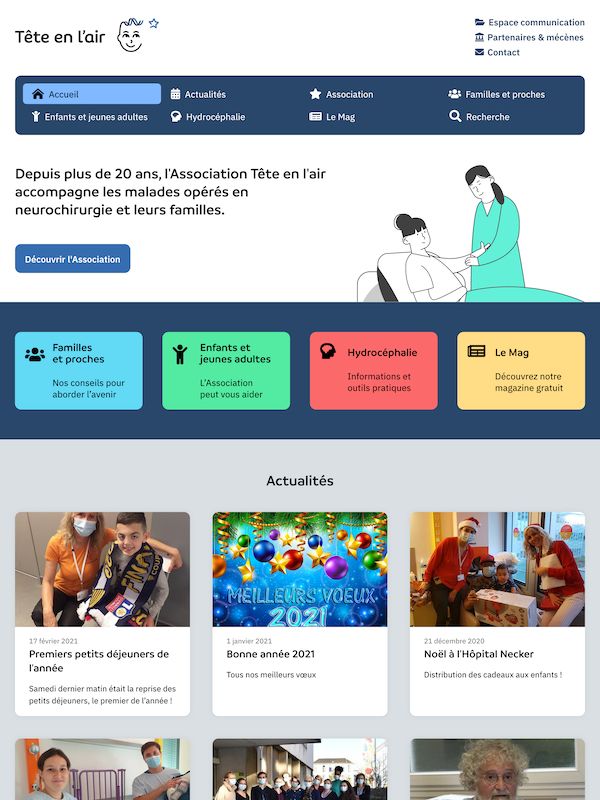 Tête en l'air
Espace communication
Partenaires & mécènes
Contact
Accueil
Actualités
Association
Familles et proches
Enfants et jeunes adultes
Hydrocéphalie
Le Mag
Recherche
Depuis plus de 20 ans, l'Association Tête en l'air
accompagne les malades opérés en
neurochirurgie et leurs familles.
Découvrir l'Association
Familles
et proches
Nos conseils pour
aborder l'avenir
Enfants et
jeunes adultes
L'Association
peut vous aider
Hydrocéphalie
Informations et
outils pratiques
Le Mag
Découvrez notre
magazine gratuit
Actualités
MEILLEURS VOEUX
2021
17 février 2021
Premiers petits déjeuners de
l'année
Samedi dernier matin était la reprise des
petits déjeuners, le premier de l'année !
1 janvier 2021
Bonne année 2021
Tous nos meilleurs vœux
21 décembre 2020
Noël à l'Hôpital Necker
Distribution des cadeaux aux enfants !